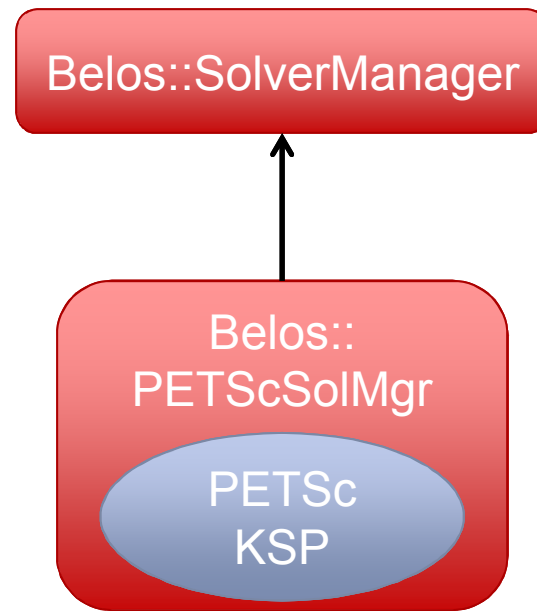 Belos::SolverManager
Belos::
PETScSolMgr
PETSc
KSP